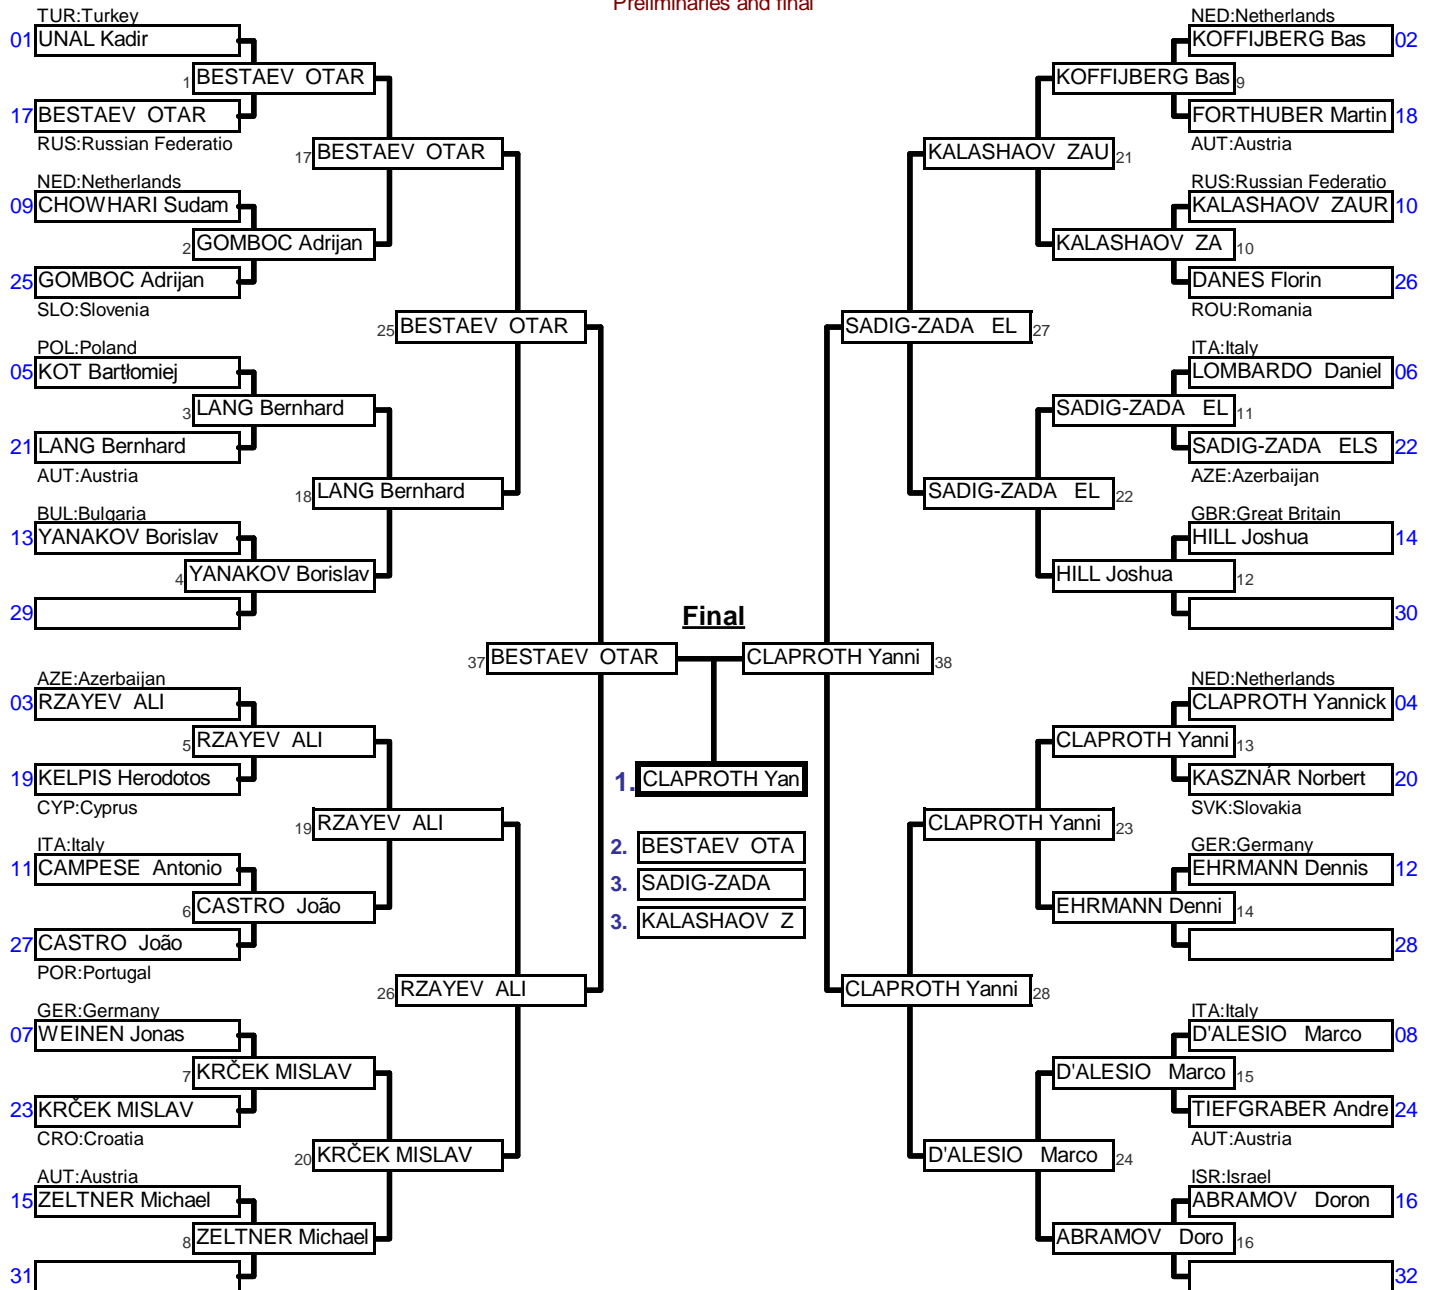 Preliminaries and final
TUR:Turkey
01 UNAL Kadir
1 BESTAEV OTAR
17 BESTAEV OTAR
RUS:Russian Federatio
17 BESTAEV OTAR
NED:Netherlands
09 CHOWHARI Sudam
2 GOMBOC Adrijan
25 GOMBOC Adrijan
SLO:Slovenia
25 BESTAEV OTAR
POL:Poland
05 KOT Bartłomiej
3 LANG Bernhard
21 LANG Bernhard
AUT:Austria
18 LANG Bernhard
BUL:Bulgaria
13 YANAKOV Borislav
4 YANAKOV Borislav
29
37 BESTAEV OTAR
AZE:Azerbaijan
03 RZAYEV ALI
5 RZAYEV ALI
19 KELPIS Herodotos
CYP:Cyprus
19 RZAYEV ALI
ITA:Italy
11 CAMPESE Antonio
6 CASTRO João
27 CASTRO João
POR:Portugal
26 RZAYEV ALI
GER:Germany
07 WEINEN Jonas
7 KRČEK MISLAV
23 KRČEK MISLAV
CRO:Croatia
20 KRČEK MISLAV
AUT:Austria
15 ZELTNER Michael
8 ZELTNER Michael
31
Final
1. CLAPROTH Yan
2. BESTAEV OTA
3. SADIG-ZADA
3. KALASHAOV Z
NED:Netherlands
KOFFIJBERG Bas 02
KOFFIJBERG Bas 9
FORTHUBER Martin 18
AUT:Austria
KALASHAOV ZAU 21
RUS:Russian Federatio
KALASHAOV ZAUR 10
KALASHAOV ZA 10
DANES Florin 26
ROU:Romania
SADIG-ZADA EL 27
ITA:Italy
LOMBARDO Daniel 06
SADIG-ZADA EL 11
SADIG-ZADA ELS 22
AZE:Azerbaijan
SADIG-ZADA EL 22
GBR:Great Britain
HILL Joshua 14
HILL Joshua 12
30
CLAPROTH Yanni 38
NED:Netherlands
CLAPROTH Yannick 04
CLAPROTH Yanni 13
KASZNÁR Norbert 20
SVK:Slovakia
CLAPROTH Yanni 23
GER:Germany
EHRMANN Dennis 12
EHRMANN Denni 14
28
CLAPROTH Yanni 28
ITA:Italy
D'ALESIO Marco 08
D'ALESIO Marco 15
TIEFGRABER Andre 24
AUT:Austria
D'ALESIO Marco 24
ISR:Israel
ABRAMOV Doron 16
ABRAMOV Doro 16
32